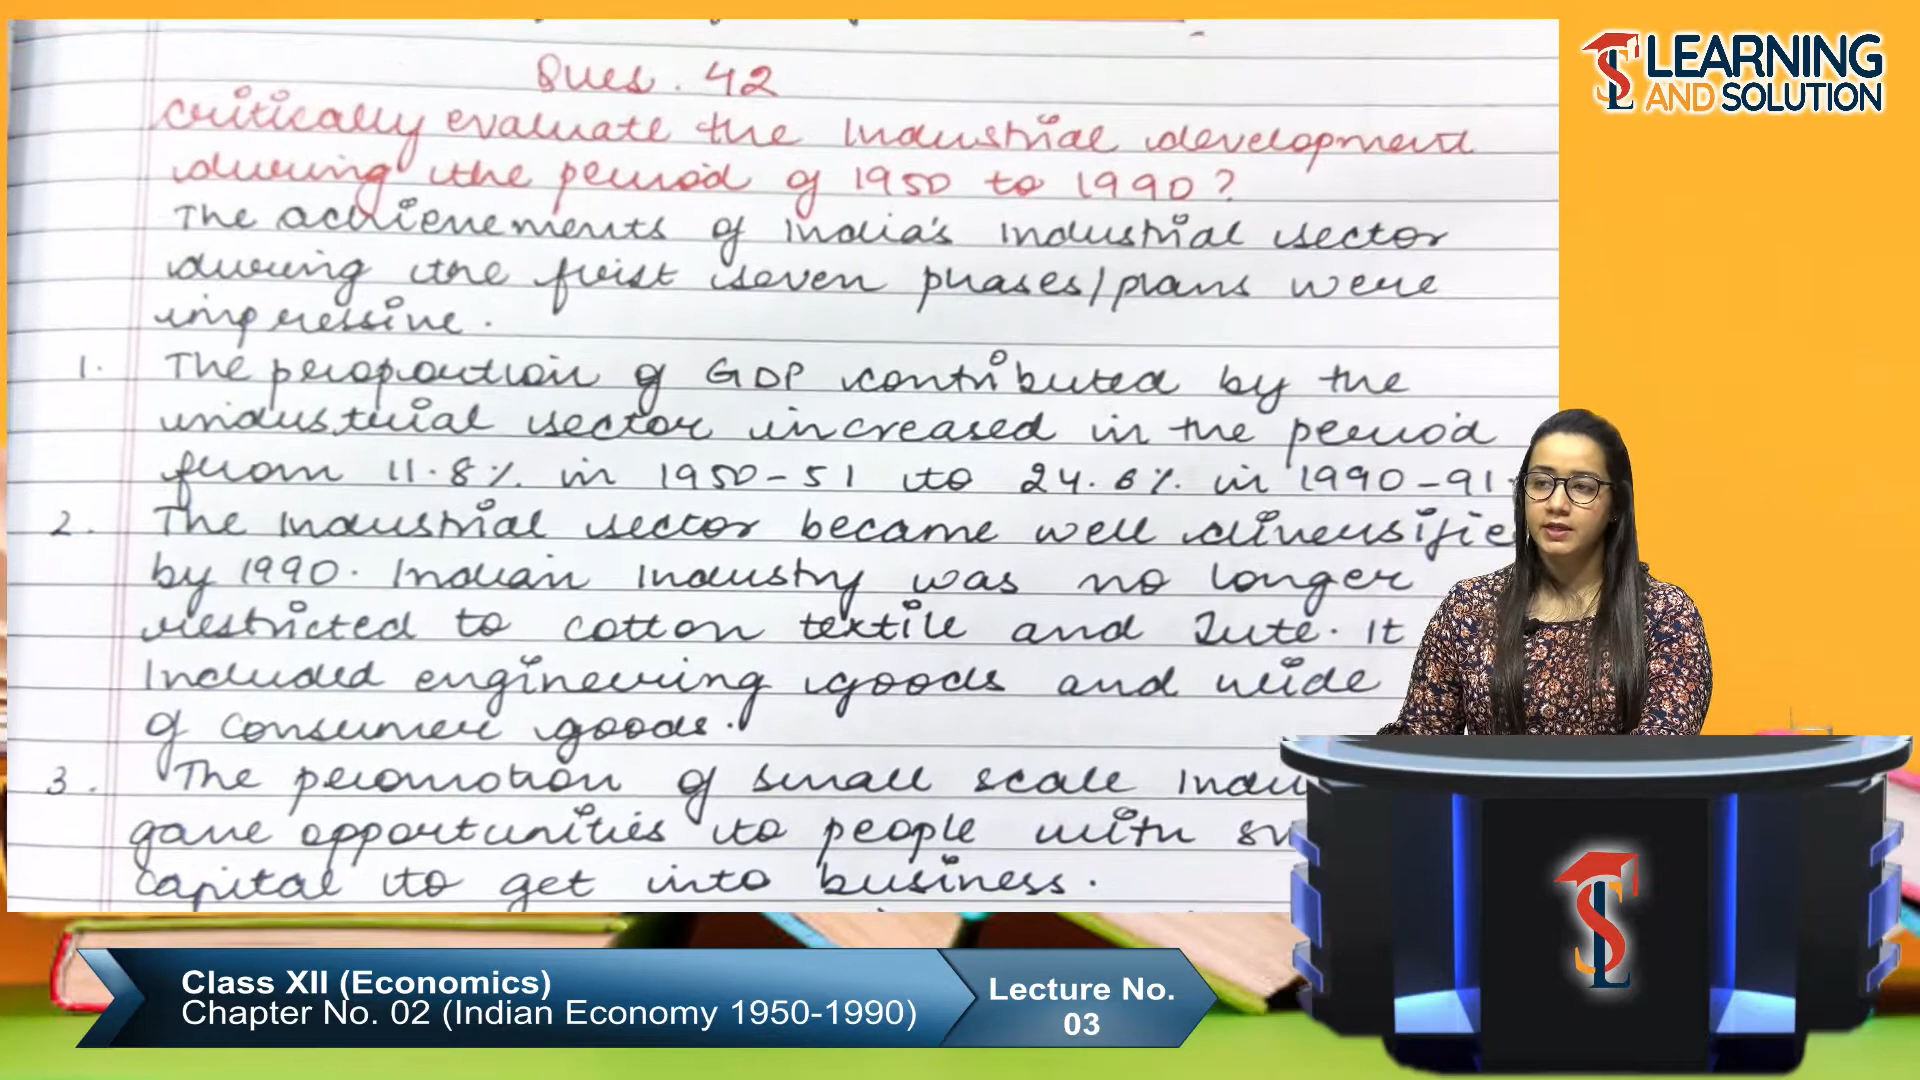 Ques. 42
critically evaluate the Industrial development
during the period of 1950 to 1990?
The achievements of India's industrial sector
during the first seven phases/plans were
impressive.
1. The proportion of GDP contributed by the
industrial sector increased in the period
from 11.8% in 1950-51 to 24.6% in 1990-91.
2. The industrial sector became well diversifie
by 1990. Indian industry was no longer
restricted to cotton textile and Jute. It
Included engineering goods and wide
of consumer goods.
3. The promotion of small scale Indu
gave opportunities to people with
capital to get into business.
LEARNING
AND SOLUTION
SL
Class XII (Economics)
Chapter No. 02 (Indian Economy 1950-1990)
Lecture No.
03